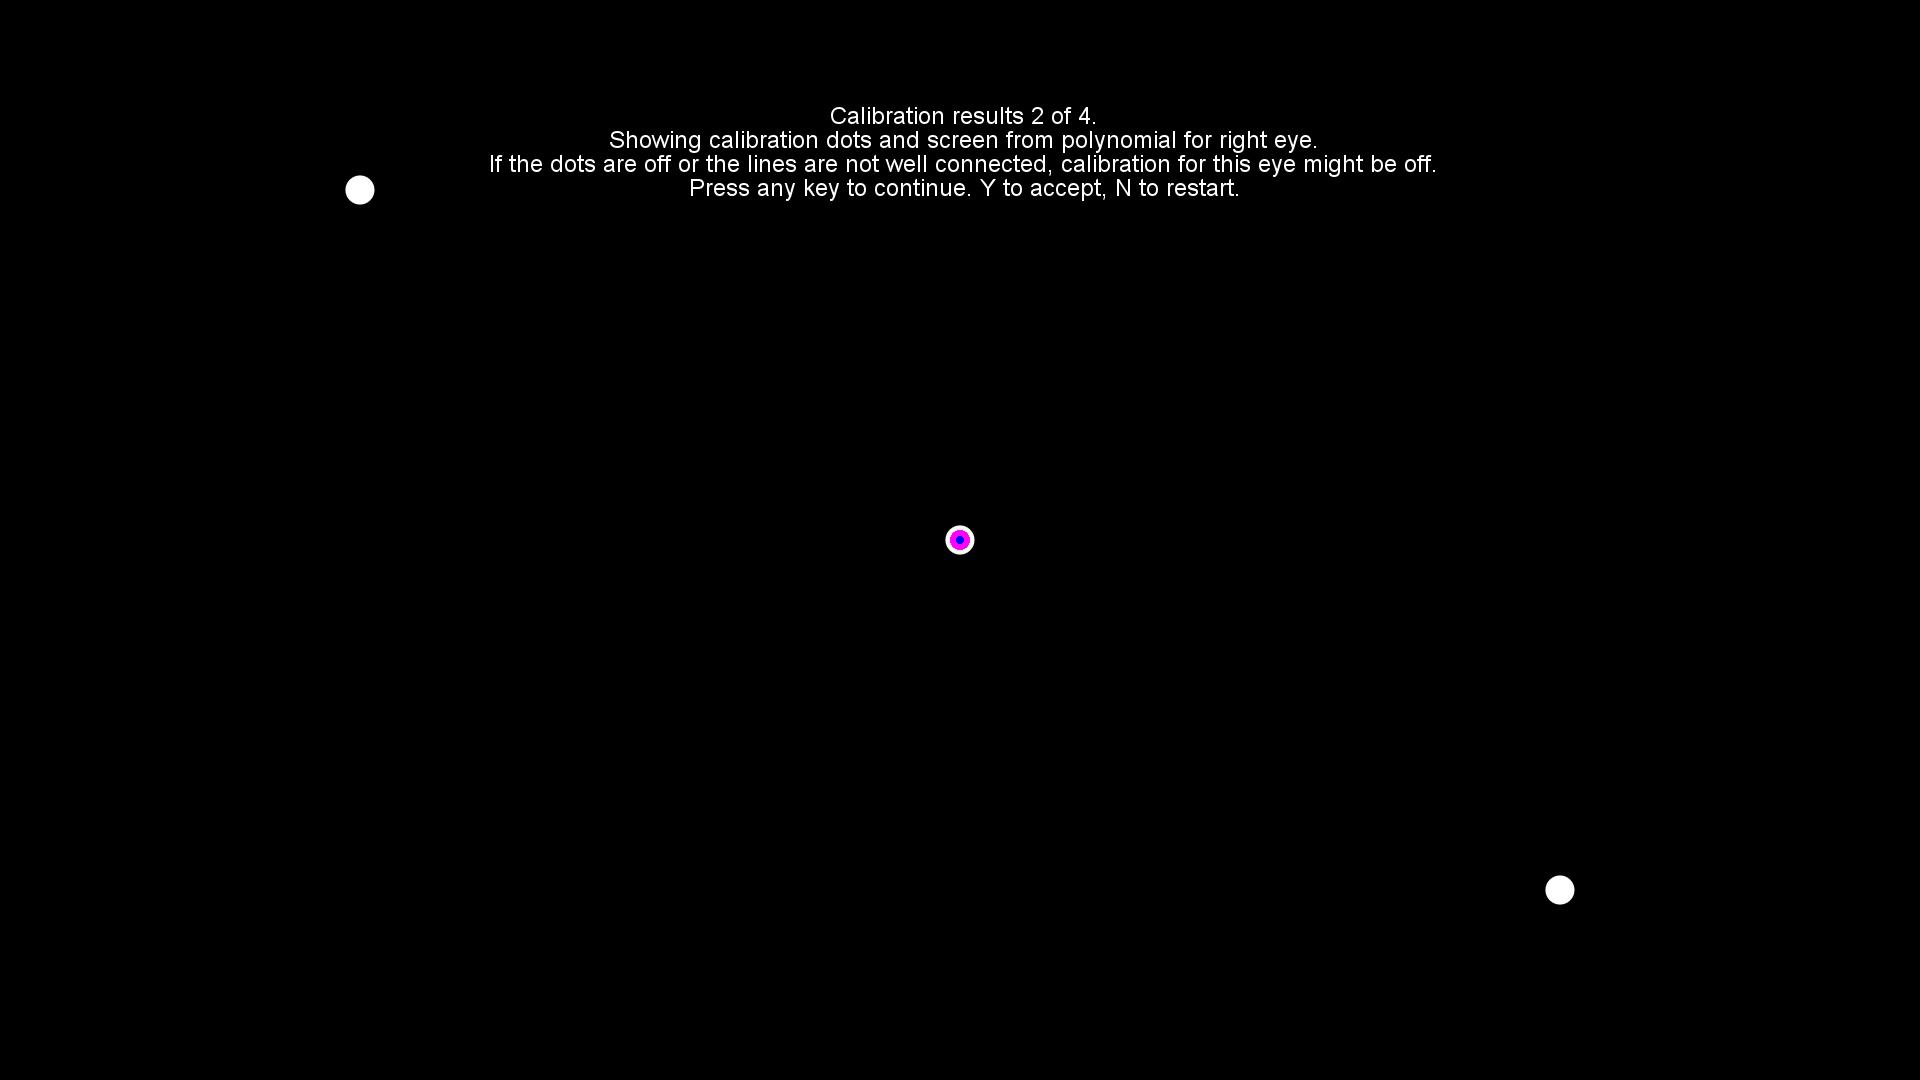 Calibration results 2 of 4.
Showing calibration dots and screen from polynomial for right eye.
If the dots are off or the lines are not well connected, calibration for this eye might be off.
Press any key to continue. Y to accept, N to restart.